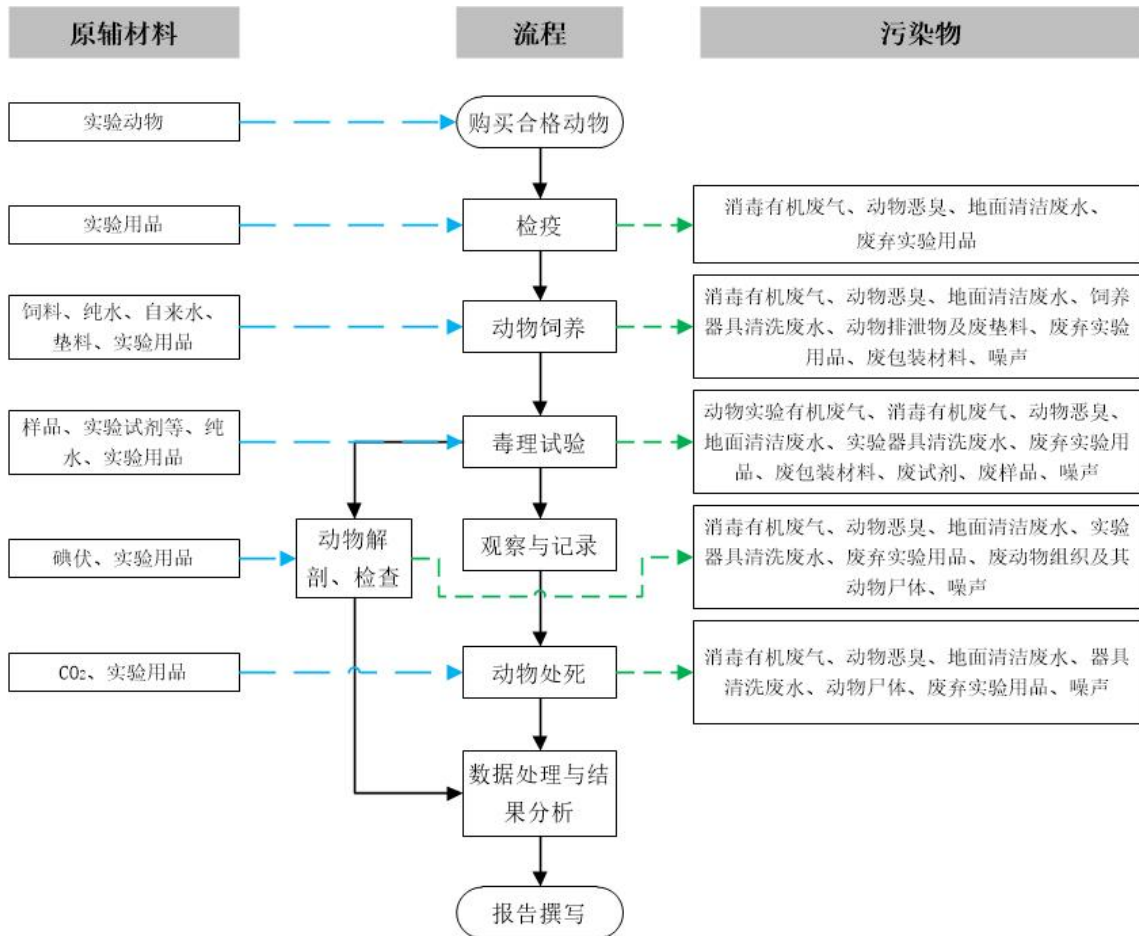 原辅材料
流程
污染物
实验动物
购买合格动物
实验用品
检疫
消毒有机废气、动物恶臭、地面清洁废水、
废弃实验用品
饲料、纯水、自来水、
垫料、实验用品
动物饲养
消毒有机废气、动物恶臭、地面清洁废水、饲养
器具清洗废水、动物排泄物及废垫料、废弃实验
用品、废包装材料、噪声
样品、实验试剂等、纯
水、实验用品
毒理试验
动物实验有机废气、消毒有机废气、动物恶臭、
地面清洁废水、实验器具清洗废水、废弃实验用
品、废包装材料、废试剂、废样品、噪声
碘伏、实验用品
动物解
剖、检查
观察与记录
消毒有机废气、动物恶臭、地面清洁废水、实验
器具清洗废水、废弃实验用品、废动物组织及其
动物尸体、噪声
CO₂、实验用品
动物处死
消毒有机废气、动物恶臭、地面清洁废水、器具
清洗废水、动物尸体、废弃实验用品、噪声
数据处理与结
果分析
报告撰写